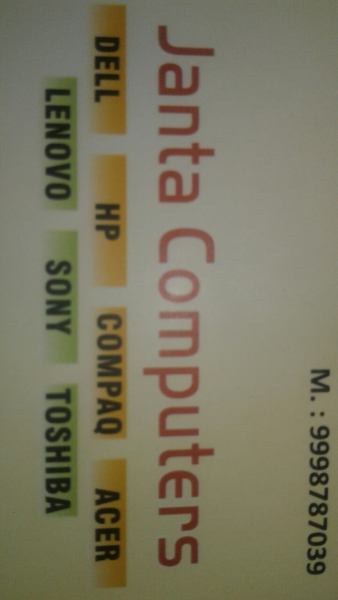 M. : 9998787039
Janta Computers
DELL HP COMPAQ ACER
LENOVO SONY TOSHIBA